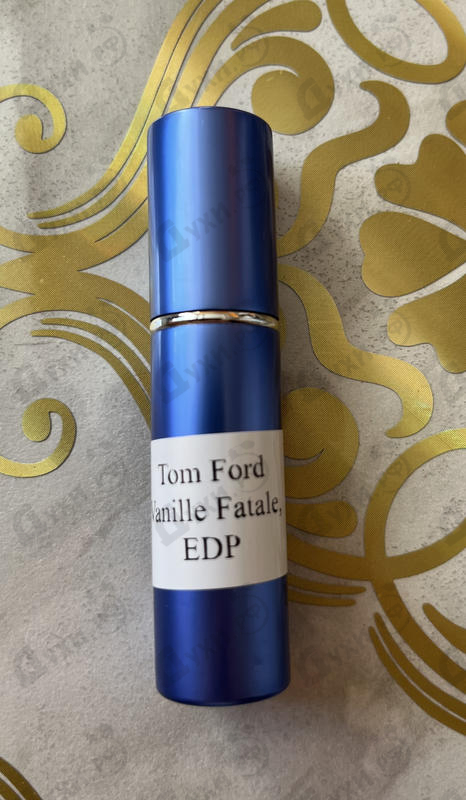 Tom Ford
Vanille Fatale,
EDP